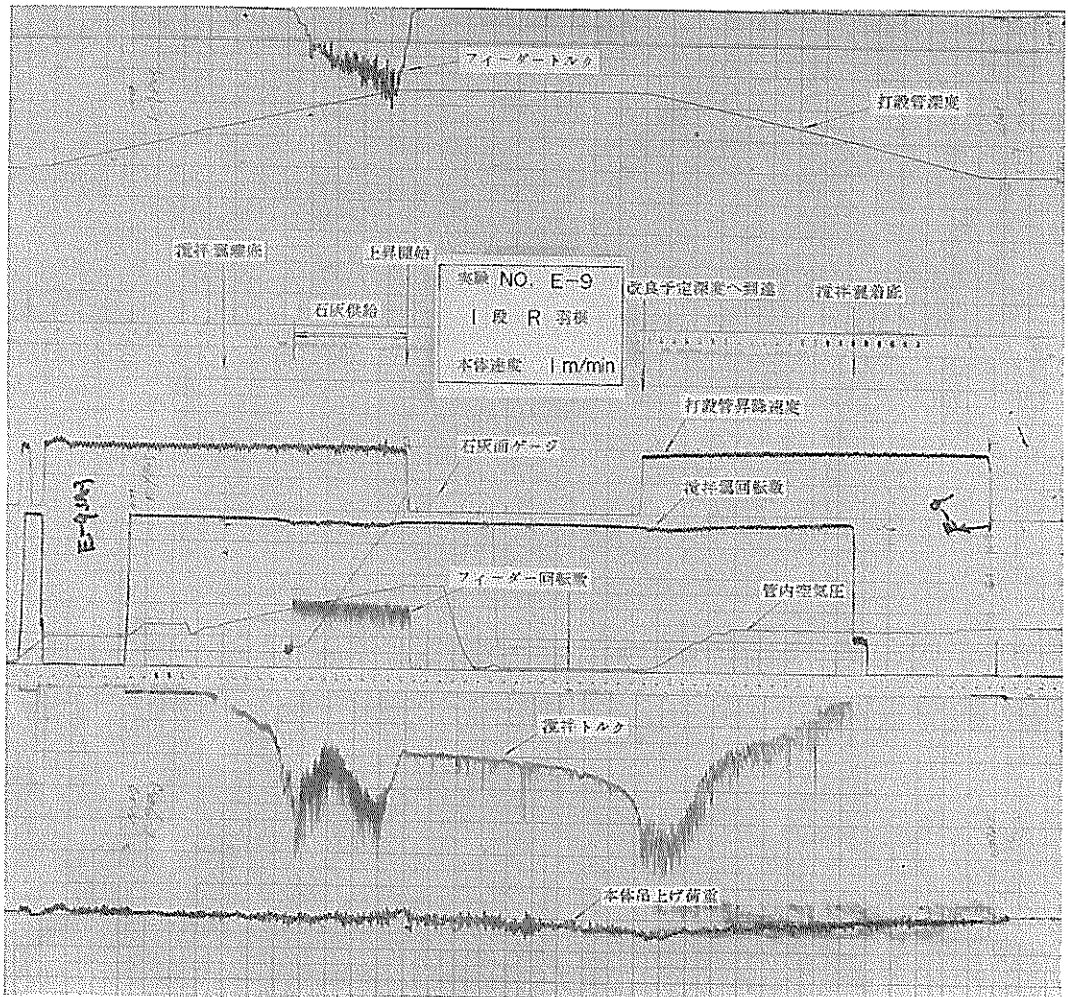 フィーダートルク
打設管深度
撹拌翼離底
上昇開始
石灰供給
実験 NO. E-9
1 段 R 羽根
本体速度 1 m/min
改良予定深度へ到達
撹拌翼着底
打設管昇降速度
石灰面ゲージ
撹拌翼回転数
フィーダー回転数
管内空気圧
撹拌トルク
本体吊上げ荷重